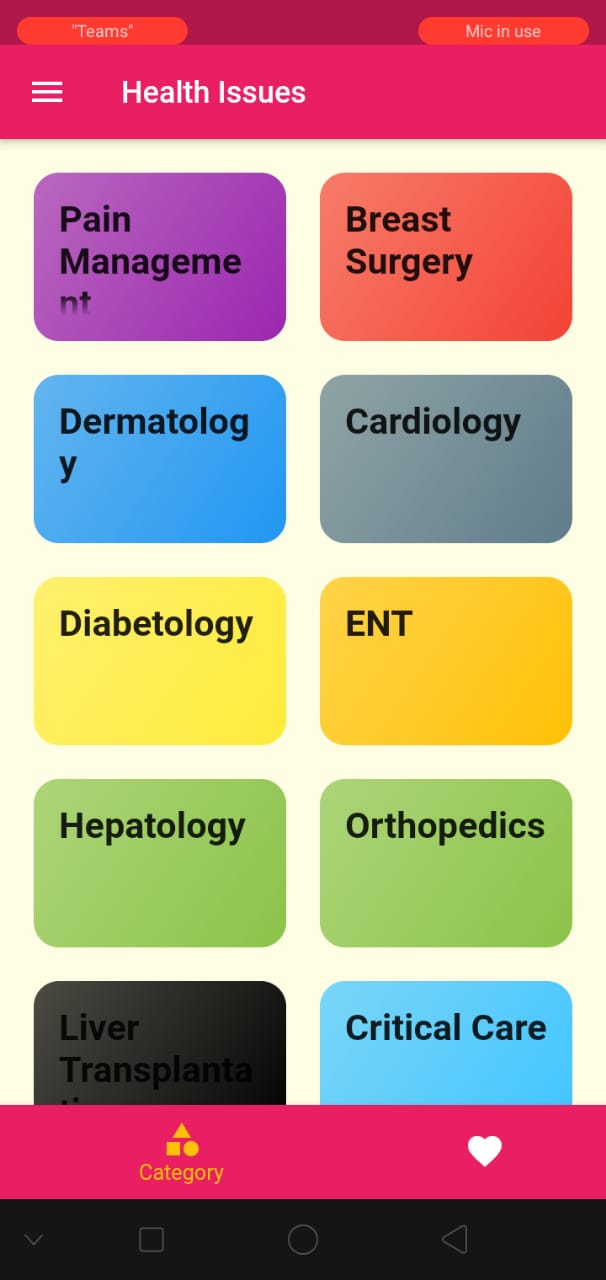 "Teams" Mic in use
Health Issues
Pain
Manageme
nt
Breast
Surgery
Dermatolog
y
Cardiology
Diabetology
ENT
Hepatology
Orthopedics
Liver
Transplanta
Critical Care
Category